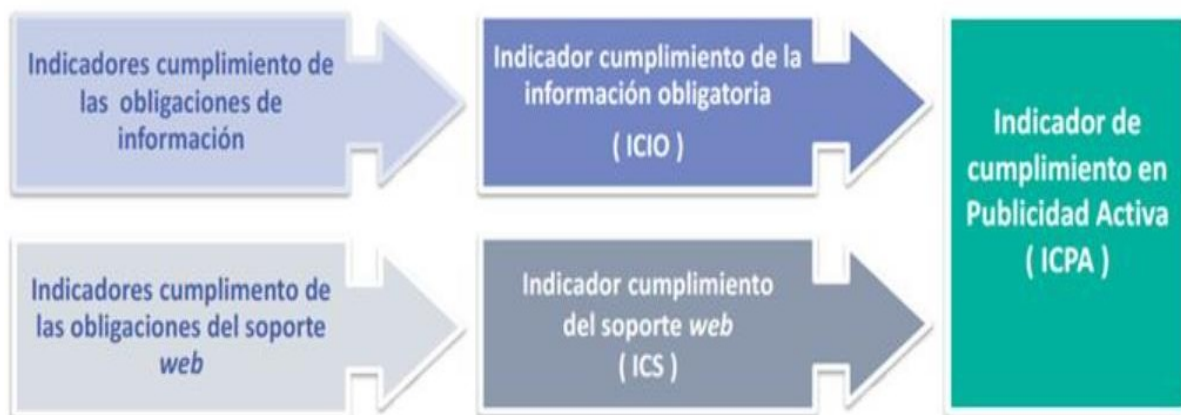 Indicadores cumplimiento de
las obligaciones de
información
Indicador cumplimiento de la
información obligatoria
( ICIO )
Indicadores cumplimento de
las obligaciones del soporte
web
Indicador cumplimiento
del soporte web
( ICS )
Indicador de
cumplimiento en
Publicidad Activa
( ICPA )